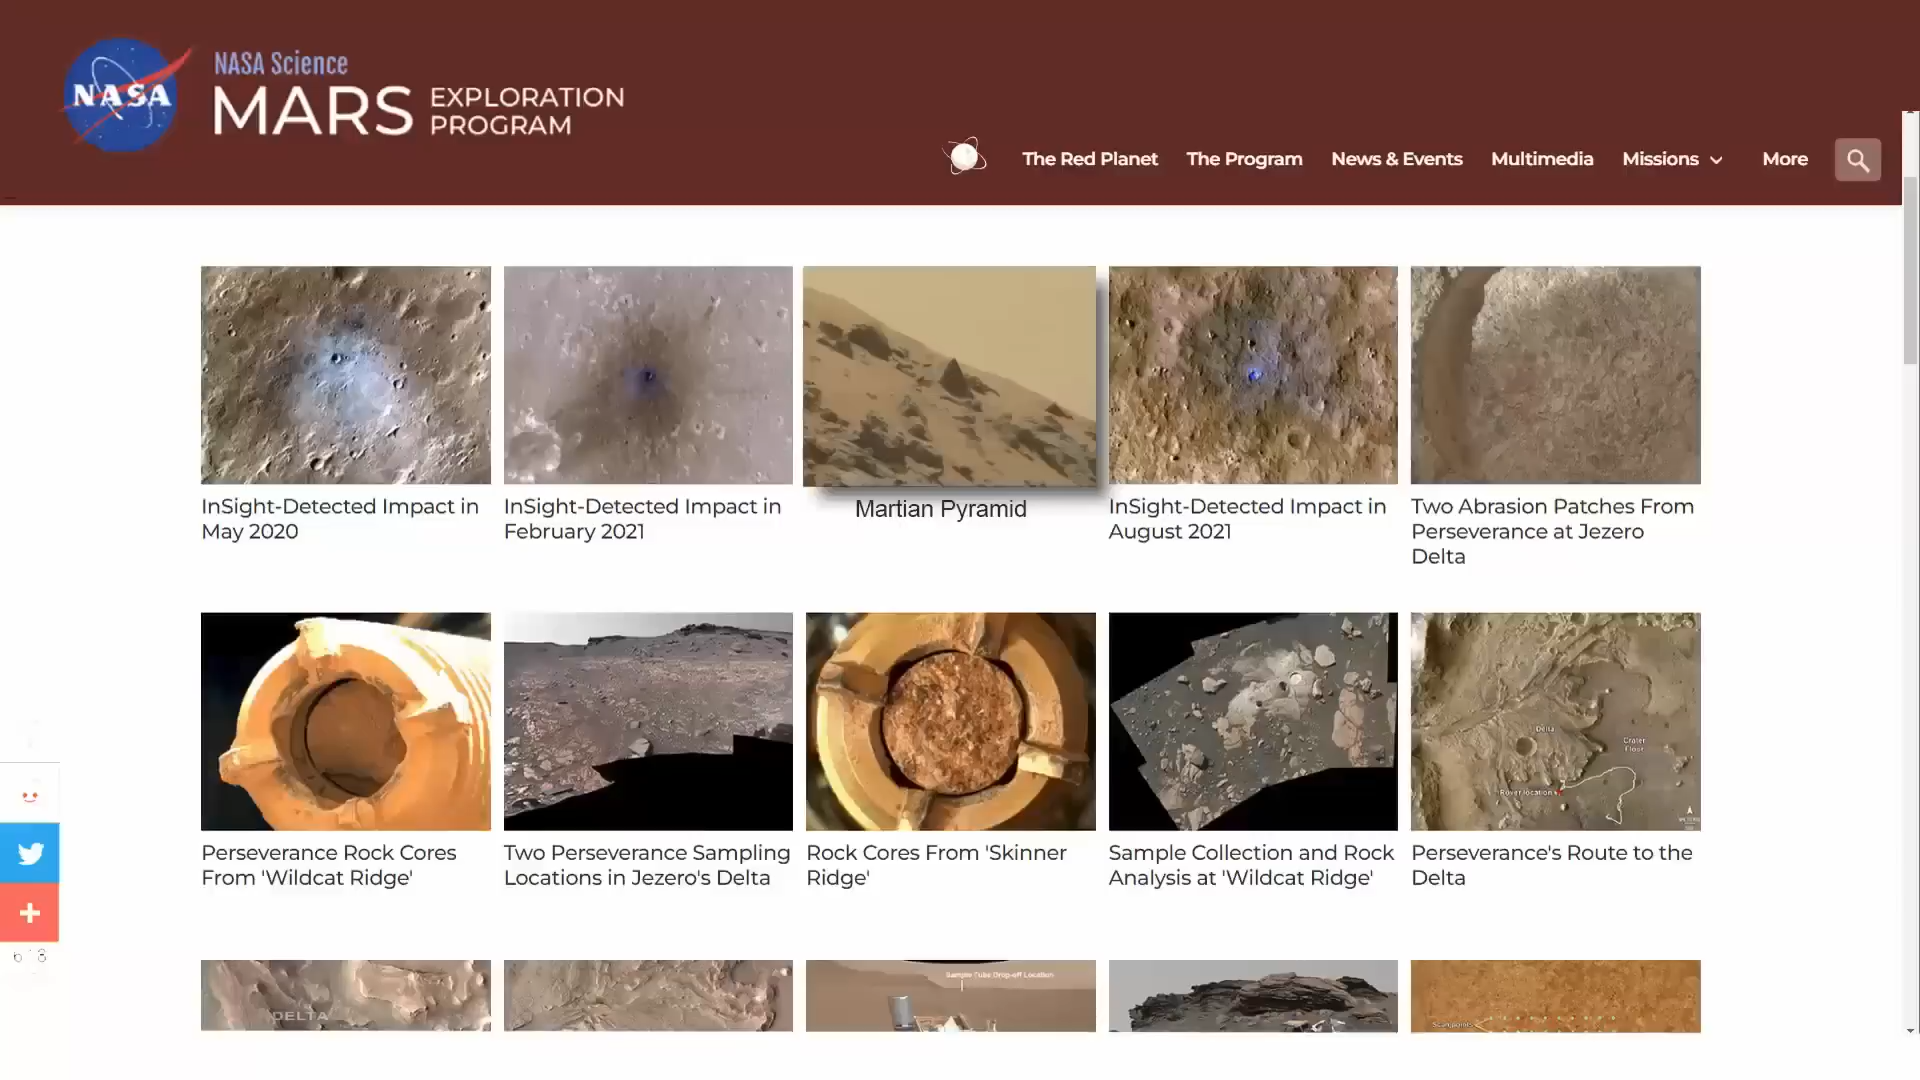 NASA
NASA Science
MARS EXPLORATION
PROGRAM
The Red Planet The Program News & Events Multimedia Missions More
InSight-Detected Impact in
May 2020
InSight-Detected Impact in
February 2021
Martian Pyramid
InSight-Detected Impact in
August 2021
Two Abrasion Patches From
Perseverance at Jezero
Delta
Delta
Crater
Floor
Rover location
Perseverance Rock Cores
From 'Wildcat Ridge'
Two Perseverance Sampling
Locations in Jezero's Delta
Rock Cores From 'Skinner
Ridge'
Sample Collection and Rock
Analysis at 'Wildcat Ridge'
Perseverance's Route to the
Delta
DELTA
Sample Tube Drop-off Location
Scan points